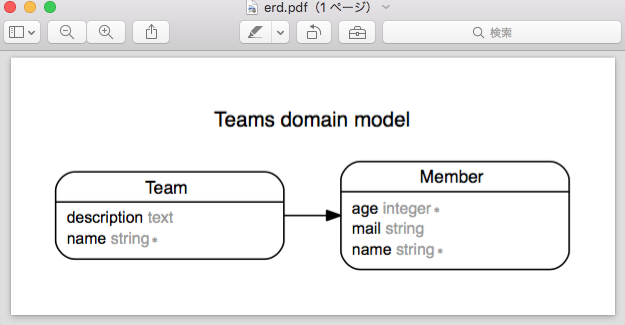 erd.pdf（1 ページ）
検索
Teams domain model
Team
description text
name string*
Member
age integer*
mail string
name string*